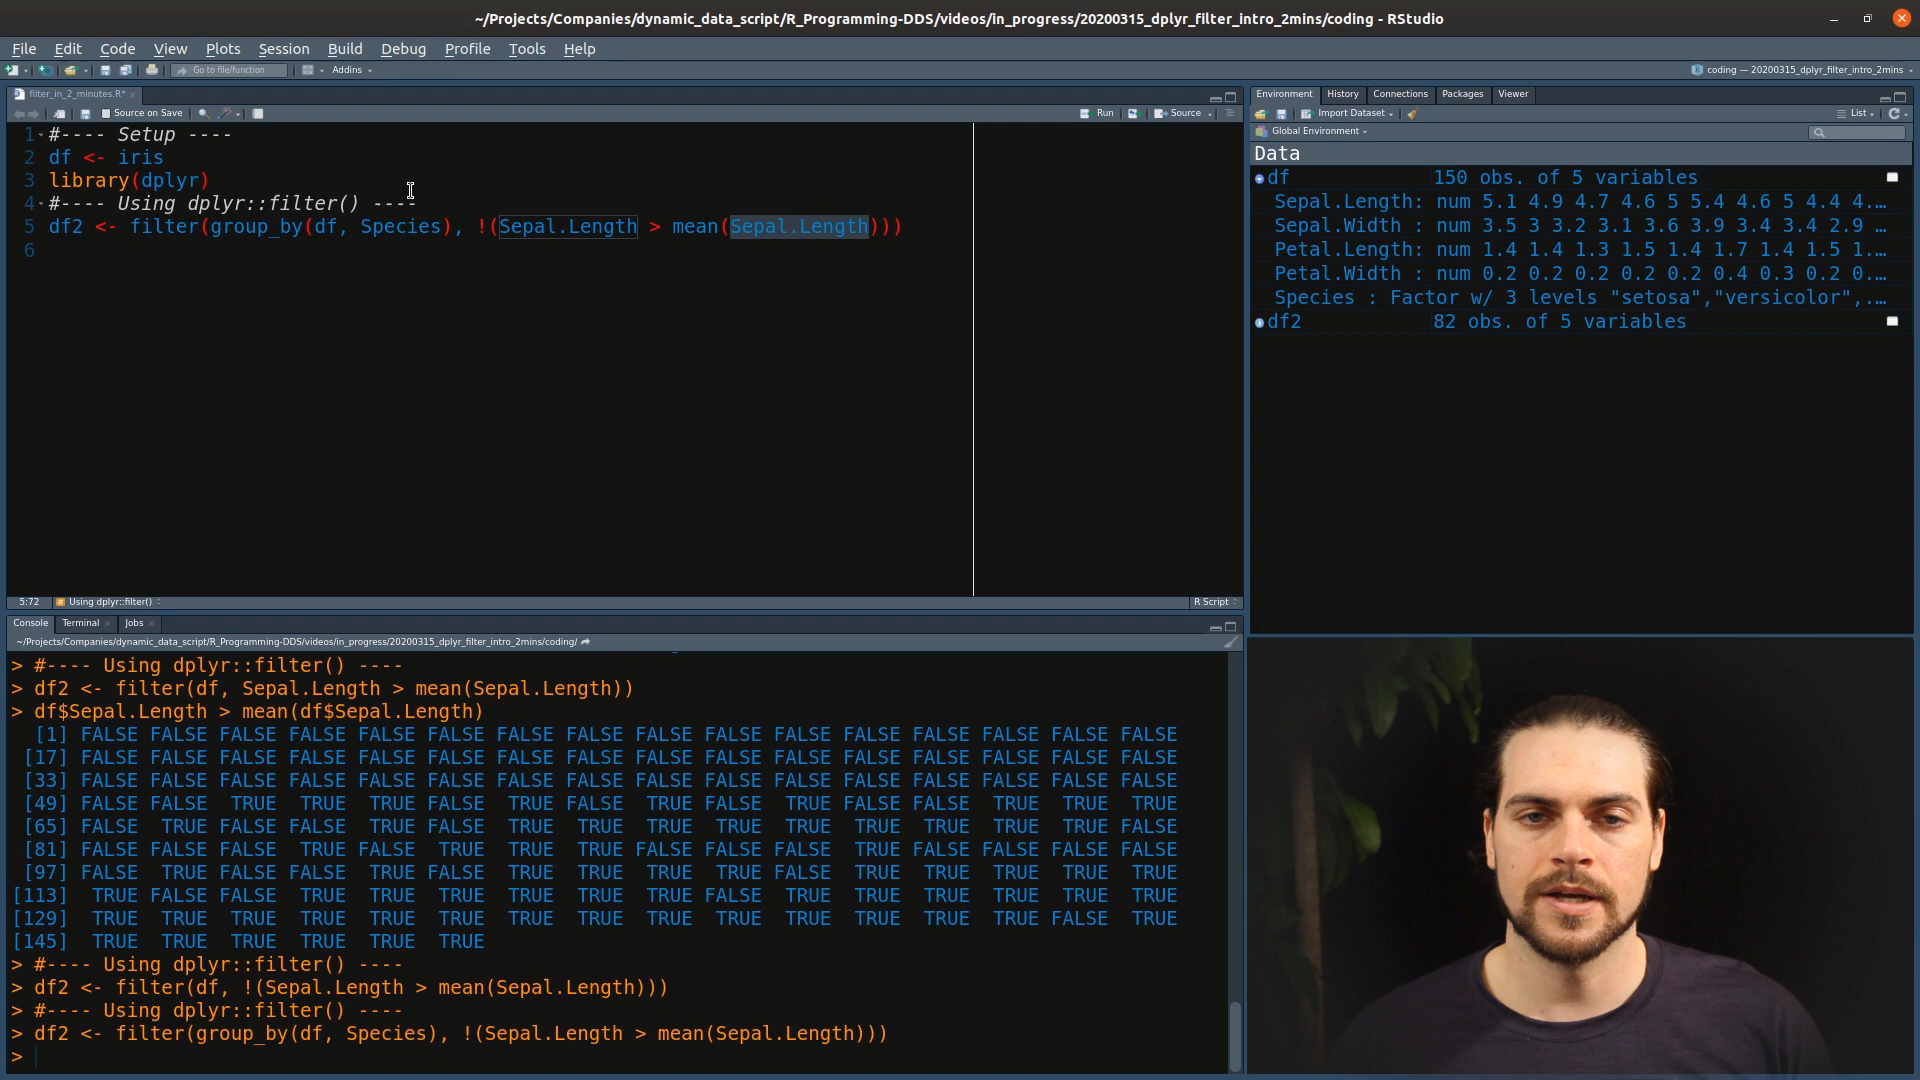 ~/Projects/Companies/dynamic_data_script/R_Programming-DDS/videos/in_progress/20200315_dplyr_filter_intro_2mins/coding - RStudio
File Edit Code View Plots Session Build Debug Profile Tools Help
Go to file/function Addins
coding — 20200315_dplyr_filter_intro_2mins
filter_in_2_minutes.R*
Source on Save Run Source
1 #---- Setup ----
2 df <- iris
3 library(dplyr)
4 #---- Using dplyr::filter() ----
5 df2 <- filter(group_by(df, Species), !(Sepal.Length > mean(Sepal.Length)))
6
5:72 Using dplyr::filter() R Script
Environment History Connections Packages Viewer
Import Dataset List
Global Environment
Data
df 150 obs. of 5 variables
Sepal.Length: num 5.1 4.9 4.7 4.6 5 5.4 4.6 5 4.4 4.…
Sepal.Width : num 3.5 3 3.2 3.1 3.6 3.9 3.4 3.4 2.9 …
Petal.Length: num 1.4 1.4 1.3 1.5 1.4 1.7 1.4 1.5 1.…
Petal.Width : num 0.2 0.2 0.2 0.2 0.2 0.4 0.3 0.2 0.…
Species : Factor w/ 3 levels "setosa","versicolor",.…
df2 82 obs. of 5 variables
Console Terminal Jobs
~/Projects/Companies/dynamic_data_script/R_Programming-DDS/videos/in_progress/20200315_dplyr_filter_intro_2mins/coding/
> #---- Using dplyr::filter() ----
> df2 <- filter(df, Sepal.Length > mean(Sepal.Length))
> df$Sepal.Length > mean(df$Sepal.Length)
[1] FALSE FALSE FALSE FALSE FALSE FALSE FALSE FALSE FALSE FALSE FALSE FALSE FALSE FALSE FALSE FALSE
[17] FALSE FALSE FALSE FALSE FALSE FALSE FALSE FALSE FALSE FALSE FALSE FALSE FALSE FALSE FALSE FALSE
[33] FALSE FALSE FALSE FALSE FALSE FALSE FALSE FALSE FALSE FALSE FALSE FALSE FALSE FALSE FALSE FALSE
[49] FALSE FALSE TRUE TRUE TRUE FALSE TRUE FALSE TRUE FALSE TRUE FALSE FALSE TRUE TRUE TRUE
[65] FALSE TRUE FALSE FALSE TRUE FALSE TRUE TRUE TRUE TRUE TRUE TRUE TRUE TRUE TRUE FALSE
[81] FALSE FALSE FALSE TRUE FALSE TRUE TRUE TRUE FALSE FALSE FALSE TRUE FALSE FALSE FALSE FALSE
[97] FALSE TRUE FALSE FALSE TRUE FALSE TRUE TRUE TRUE TRUE FALSE TRUE TRUE TRUE TRUE TRUE
[113] TRUE FALSE FALSE TRUE TRUE TRUE TRUE TRUE TRUE FALSE TRUE TRUE TRUE TRUE TRUE TRUE
[129] TRUE TRUE TRUE TRUE TRUE TRUE TRUE TRUE TRUE TRUE TRUE TRUE TRUE TRUE FALSE TRUE
[145] TRUE TRUE TRUE TRUE TRUE TRUE
> #---- Using dplyr::filter() ----
> df2 <- filter(df, !(Sepal.Length > mean(Sepal.Length)))
> #---- Using dplyr::filter() ----
> df2 <- filter(group_by(df, Species), !(Sepal.Length > mean(Sepal.Length)))
>